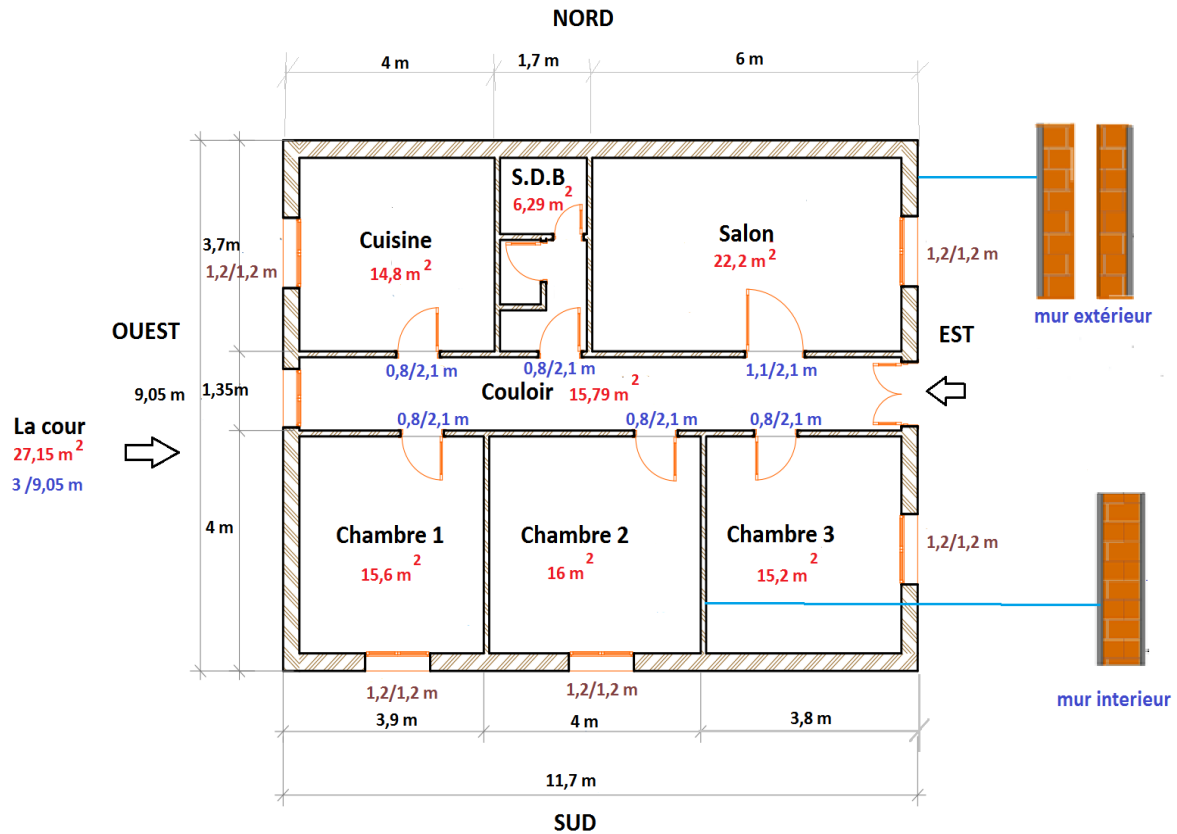 NORD
4 m
1,7 m
6 m
S.D.B
6,29 m²
Cuisine
14,8 m²
Salon
22,2 m²
3,7m
1,2/1,2 m
1,2/1,2 m
mur extérieur
OUEST
EST
0,8/2,1 m
0,8/2,1 m
1,1/2,1 m
9,05 m
1,35m
Couloir
15,79 m²
0,8/2,1 m
0,8/2,1 m
0,8/2,1 m
La cour
27,15 m²
3 /9,05 m
4 m
Chambre 1
15,6 m²
Chambre 2
16 m²
Chambre 3
15,2 m²
1,2/1,2 m
1,2/1,2 m
1,2/1,2 m
mur interieur
3,9 m
4 m
3,8 m
11,7 m
SUD